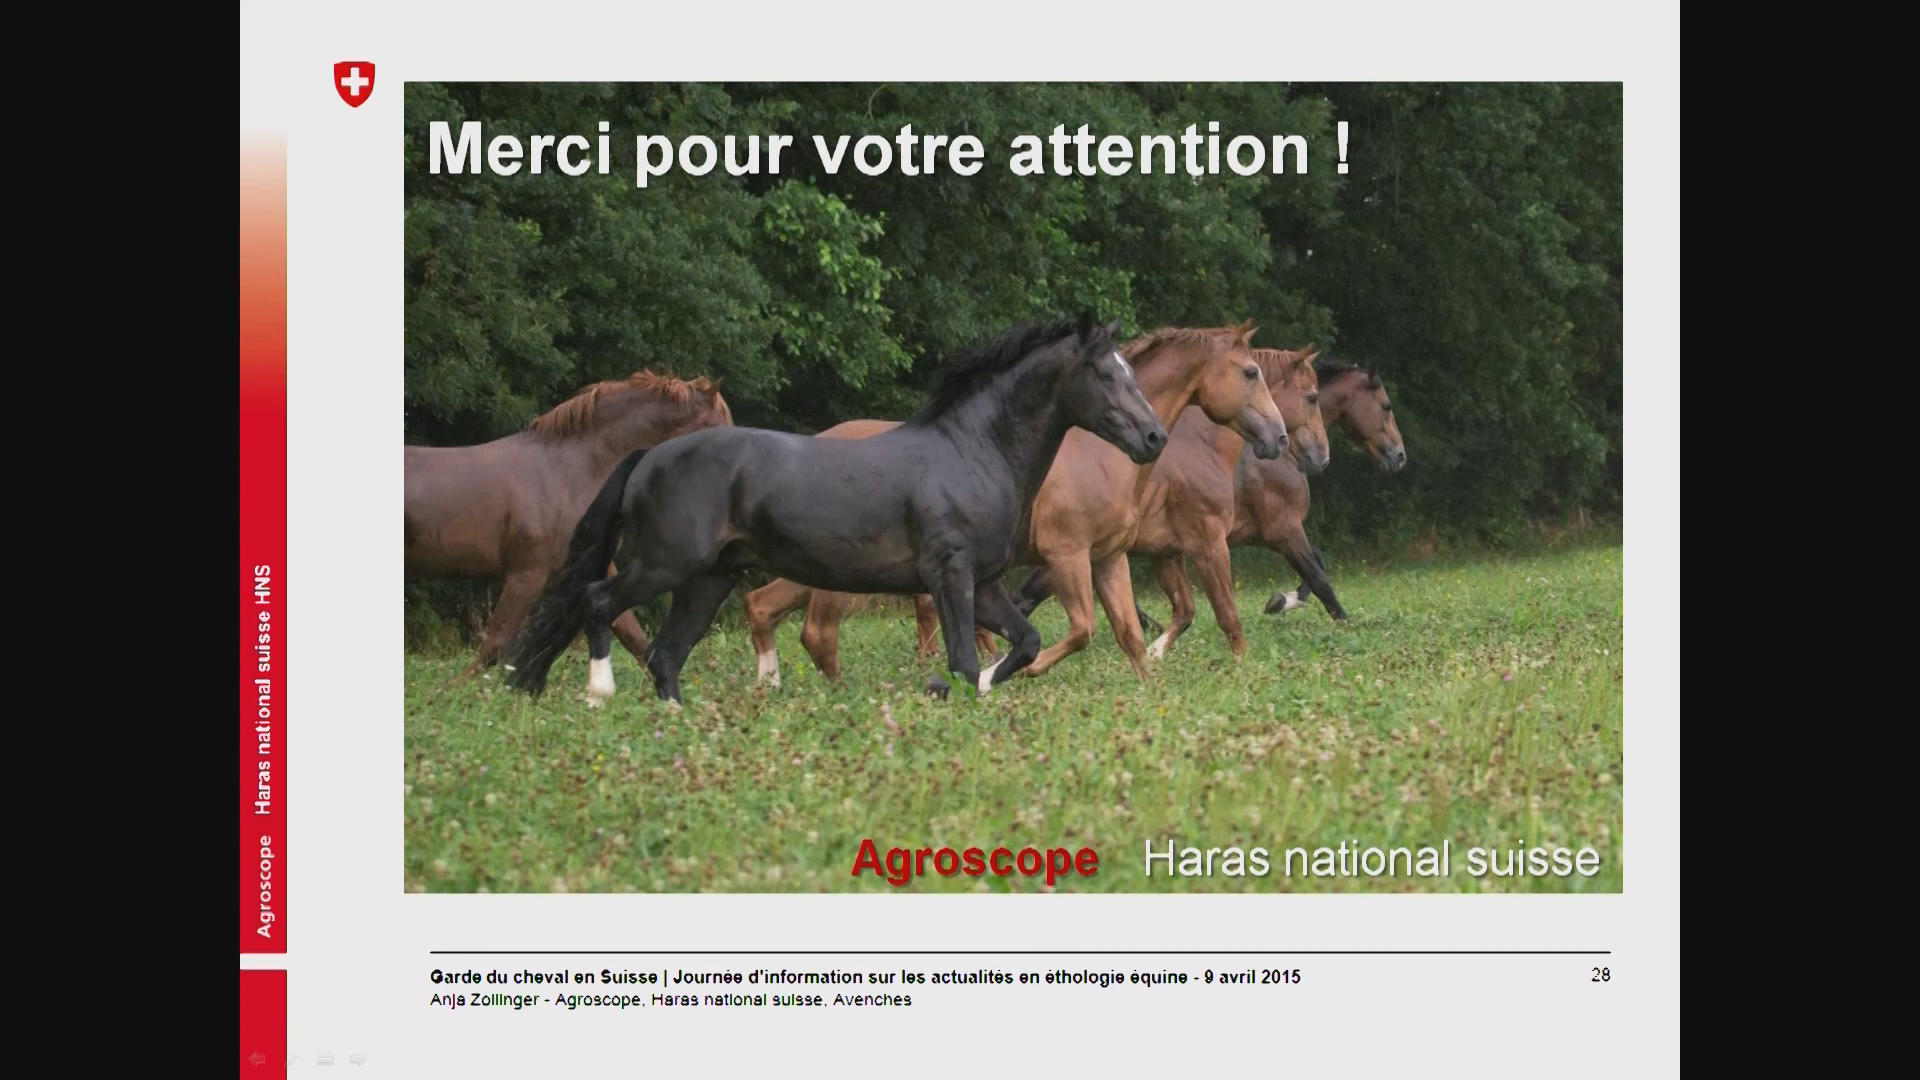 Merci pour votre attention !
Agroscope Haras national suisse HNS
Agroscope Haras national suisse
Garde du cheval en Suisse | Journée d'information sur les actualités en éthologie équine - 9 avril 2015
28
Anja Zollinger - Agroscope, Haras national suisse, Avenches